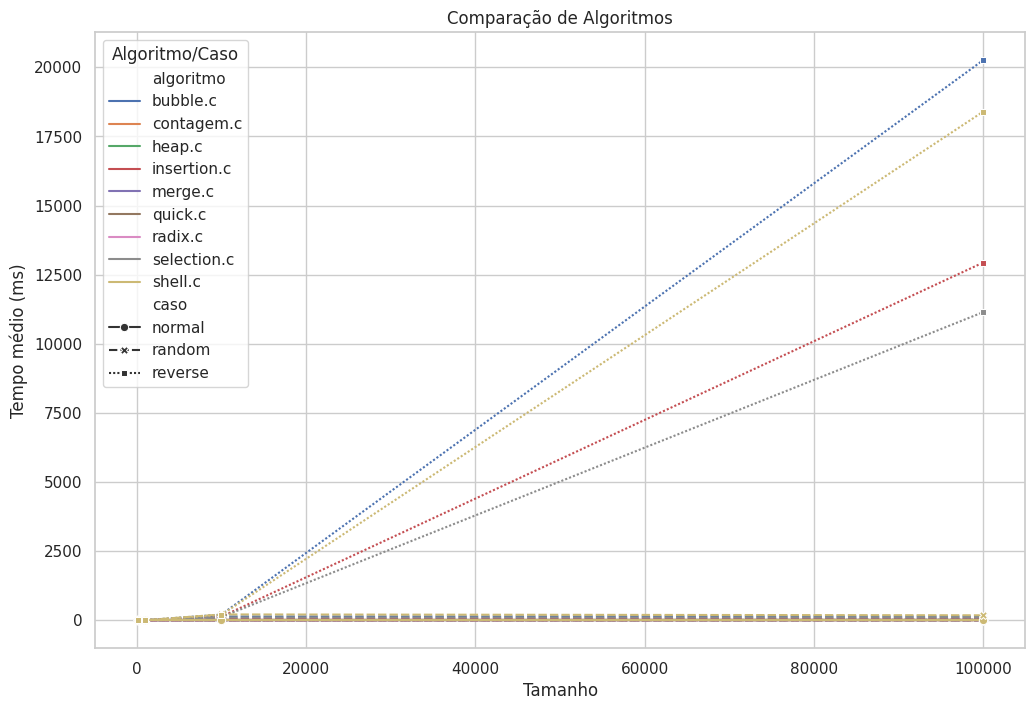 Comparação de Algoritmos
Tempo médio (ms)
20000
17500
15000
12500
10000
7500
5000
2500
0
Algoritmo/Caso
algoritmo
bubble.c
contagem.c
heap.c
insertion.c
merge.c
quick.c
radix.c
selection.c
shell.c
caso
normal
random
reverse
0
20000
40000
60000
80000
100000
Tamanho